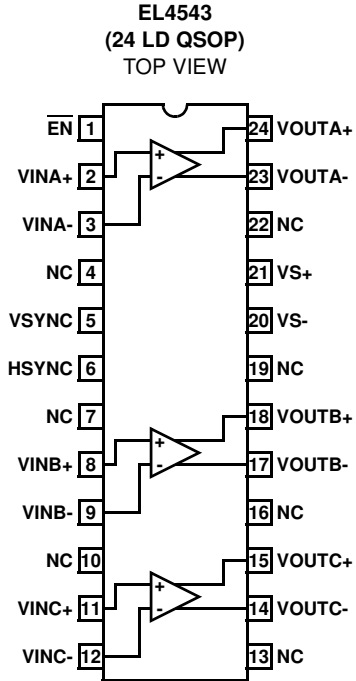 EL4543
(24 LD QSOP)
TOP VIEW
EN 1
24 VOUTA+
+
VINA+ 2
-
23 VOUTA-
VINA- 3
22 NC
NC 4
21 VS+
VSYNC 5
20 VS-
HSYNC 6
19 NC
NC 7
18 VOUTB+
+
VINB+ 8
-
17 VOUTB-
VINB- 9
16 NC
NC 10
15 VOUTC+
+
VINC+ 11
-
14 VOUTC-
VINC- 12
13 NC